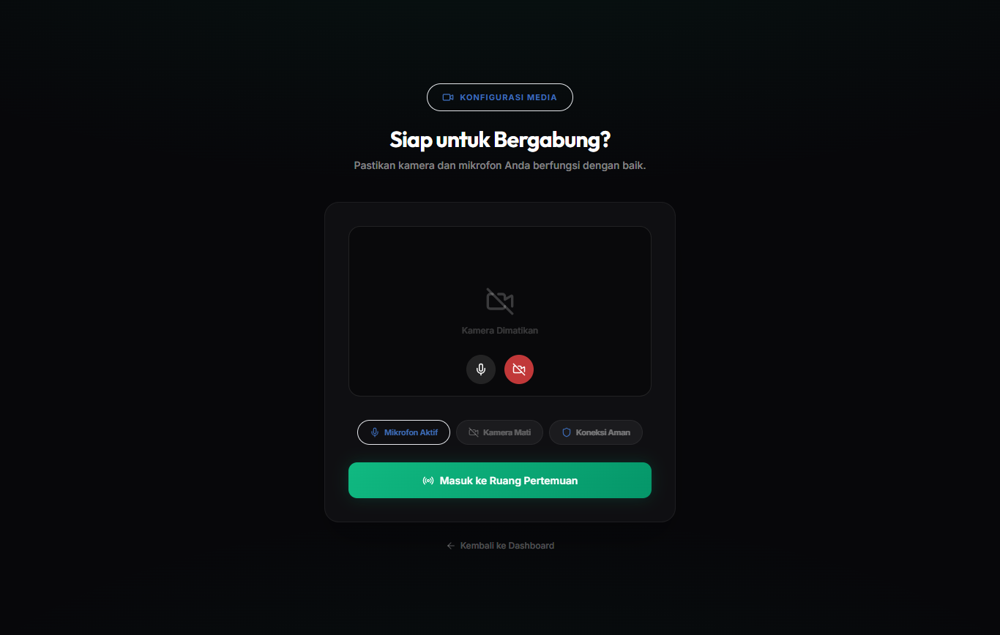 KONFIGURASI MEDIA
Siap untuk Bergabung?
Pastikan kamera dan mikrofon Anda berfungsi dengan baik.
Kamera Dimatikan
Mikrofon Aktif
Kamera Mati
Koneksi Aman
Masuk ke Ruang Pertemuan
Kembali ke Dashboard